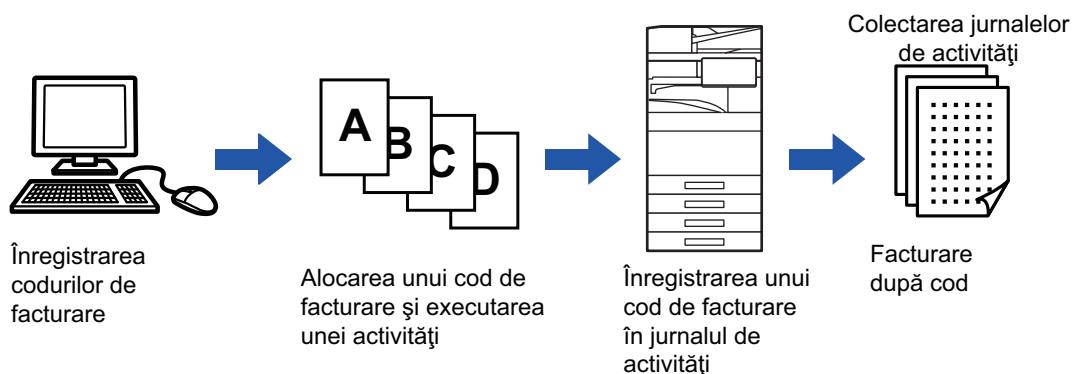 Înregistrarea
codurilor de
facturare
A
B
C
D
Alocarea unui cod de
facturare şi executarea
unei activităţi
Înregistrarea unui
cod de facturare
în jurnalul de
activităţi
Colectarea jurnalelor
de activităţi
Facturare
după cod